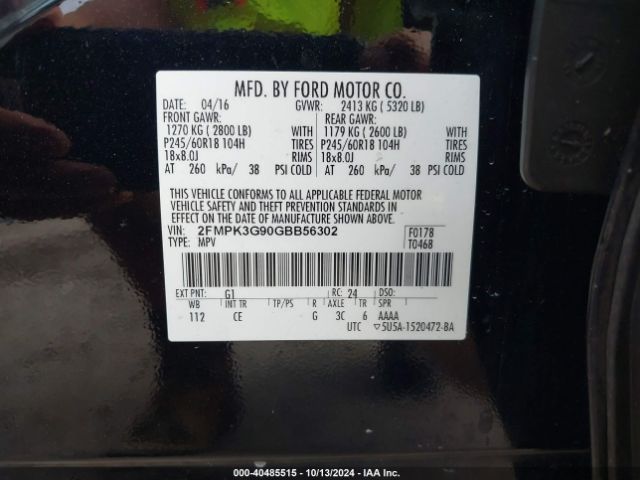 MFD. BY FORD MOTOR CO.
DATE: 04/16 GVWR: 2413 KG ( 5320 LB)
FRONT GAWR: REAR GAWR:
1270 KG ( 2800 LB) WITH 1179 KG ( 2600 LB) WITH
P245/60R18 104H TIRES P245/60R18 104H TIRES
18x8.0J RIMS 18x8.0J RIMS
AT 260 kPa/ 38 PSI COLD AT 260 kPa/ 38 PSI COLD
THIS VEHICLE CONFORMS TO ALL APPLICABLE FEDERAL MOTOR
VEHICLE SAFETY AND THEFT PREVENTION STANDARDS IN
EFFECT ON THE DATE OF MANUFACTURE SHOWN ABOVE.
VIN: 2FMPK3G90GBB56302 F0178
TYPE: MPV T0468
EXT PNT: G1 RC: 24 DSO:
WB INT TR TP/PS R AXLE TR SPR
112 CE G 3C 6 AAAA
UTC ▽5U5A-1520472-BA
000-40485515 - 10/13/2024 - IAA Inc.